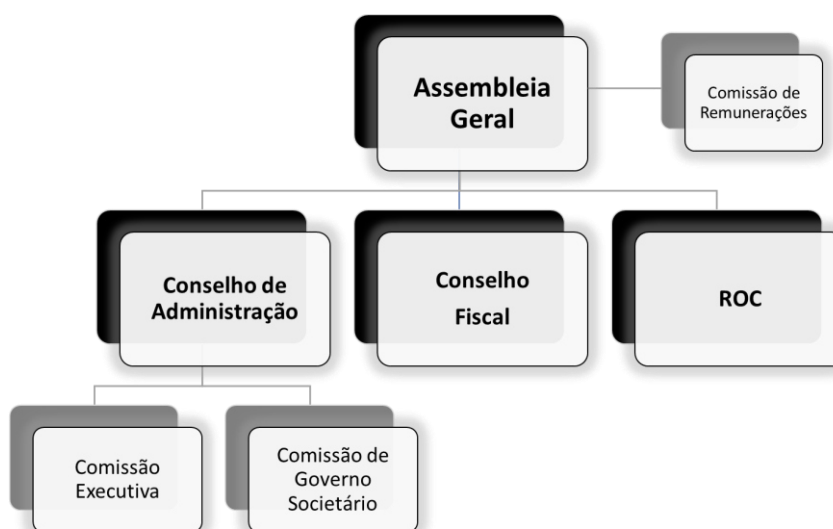 Assembleia
Geral
Comissão de
Remunerações
Conselho de
Administração
Conselho
Fiscal
ROC
Comissão
Executiva
Comissão de
Governo
Societário